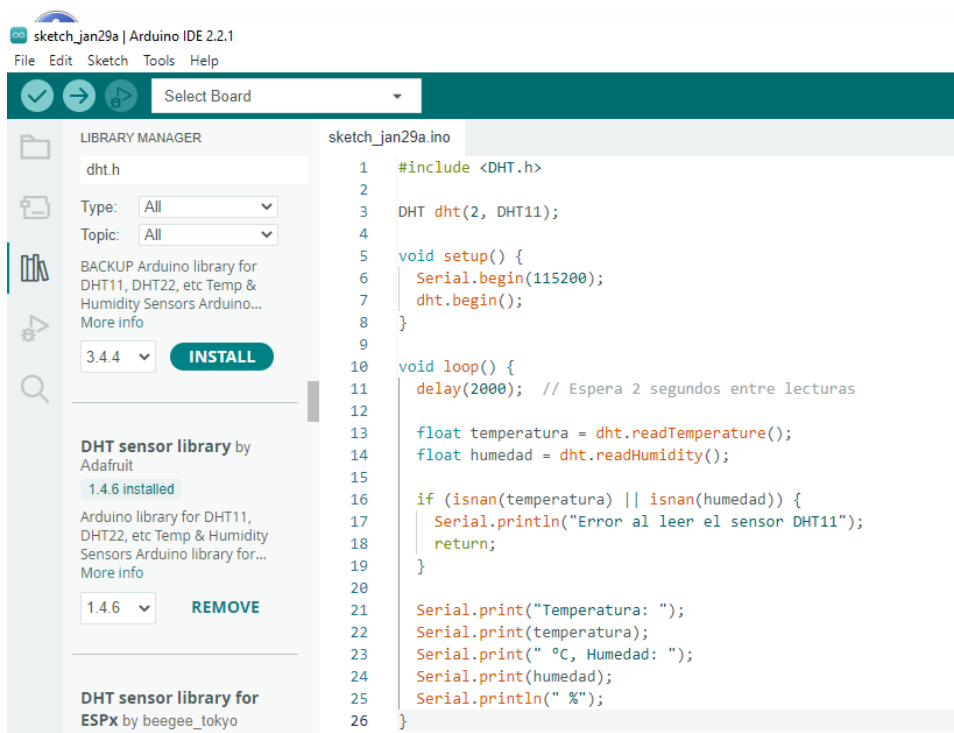 sketch_jan29a | Arduino IDE 2.2.1
File Edit Sketch Tools Help
Select Board
LIBRARY MANAGER
dht.h
Type: All
Topic: All
BACKUP Arduino library for
DHT11, DHT22, etc Temp &
Humidity Sensors Arduino...
More info
3.4.4 INSTALL
DHT sensor library by
Adafruit
1.4.6 installed
Arduino library for DHT11,
DHT22, etc Temp & Humidity
Sensors Arduino library for...
More info
1.4.6 REMOVE
DHT sensor library for
ESPx by beegee_tokyo
sketch_jan29a.ino
1 #include <DHT.h>
2
3 DHT dht(2, DHT11);
4
5 void setup() {
6   Serial.begin(115200);
7   dht.begin();
8 }
9
10 void loop() {
11   delay(2000);  // Espera 2 segundos entre lecturas
12
13   float temperatura = dht.readTemperature();
14   float humedad = dht.readHumidity();
15
16   if (isnan(temperatura) || isnan(humedad)) {
17     Serial.println("Error al leer el sensor DHT11");
18     return;
19   }
20
21   Serial.print("Temperatura: ");
22   Serial.print(temperatura);
23   Serial.print(" ºC, Humedad: ");
24   Serial.print(humedad);
25   Serial.println(" %");
26 }